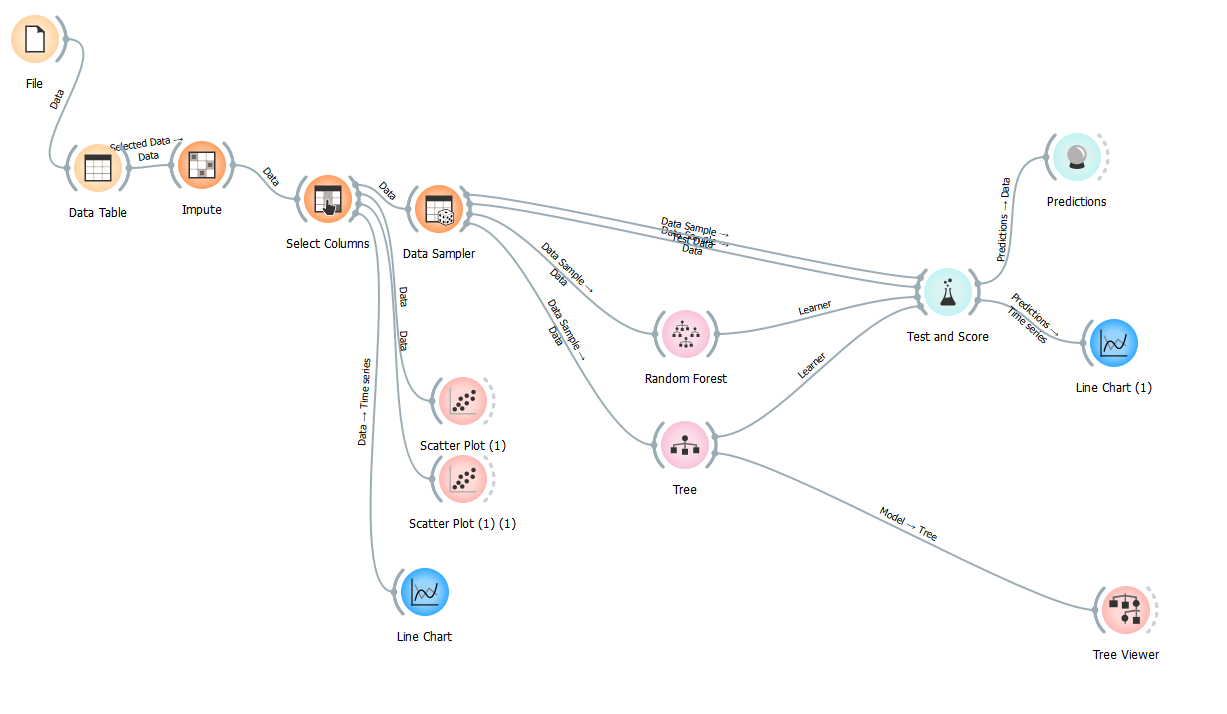 File
Data
Selected Data →
Data
Data Table
Impute
Data
Select Columns
Data
Data Sampler
Data Sample →
Data Sample →
Test Data
Data
Data Sample →
Data
Data Sample →
Data
Random Forest
Learner
Tree
Learner
Test and Score
Predictions → Data
Predictions
Predictions →
Time series
Line Chart (1)
Data
Data
Data → Time series
Scatter Plot (1)
Scatter Plot (1) (1)
Line Chart
Model → Tree
Tree Viewer